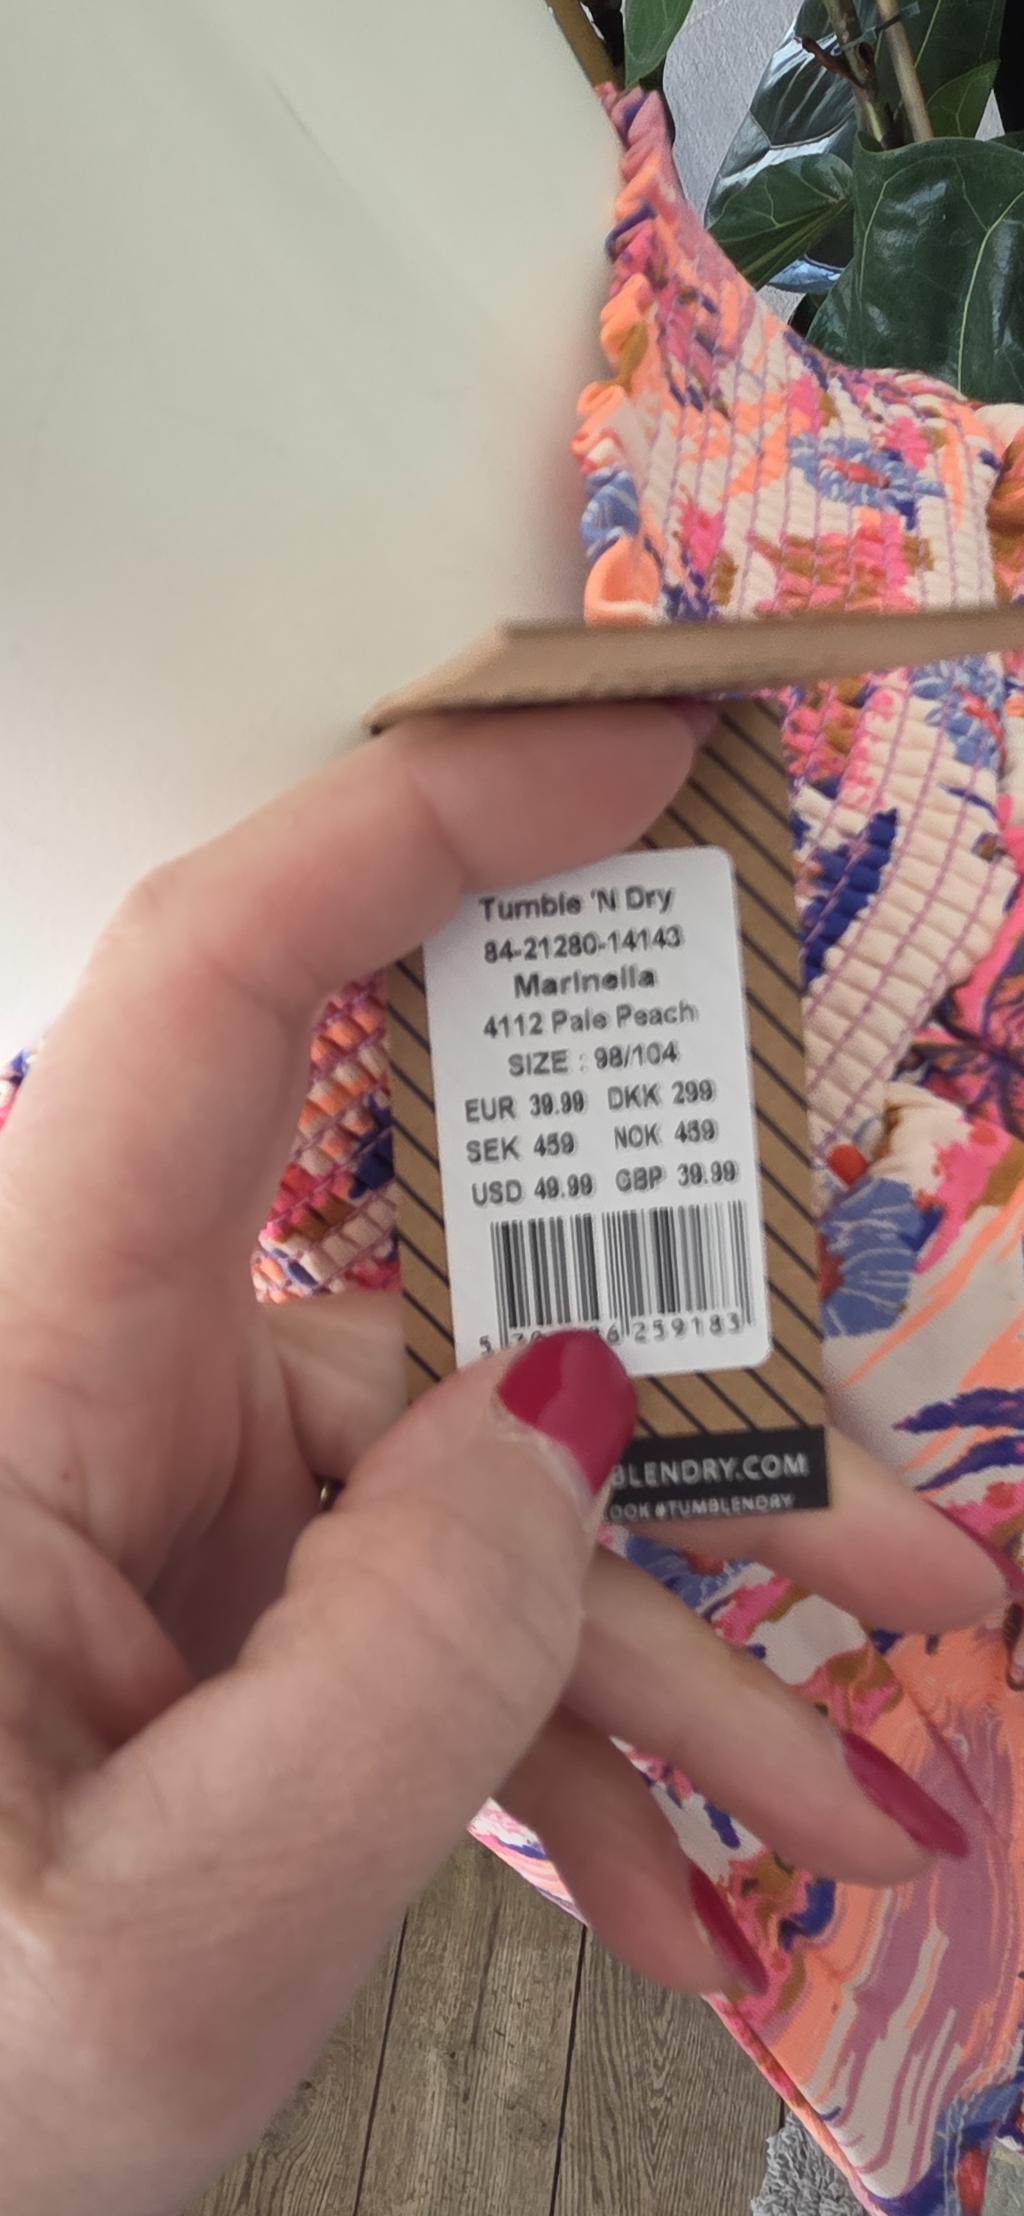 Tumble 'N Dry
84-21280-14143
Marinella
4112 Pale Peach
SIZE : 98/104
EUR 39.99 DKK 299
SEK 459 NOK 459
USD 49.99 GBP 39.99
259183
BLENDRY.COM
OOK #TUMBLENDRY